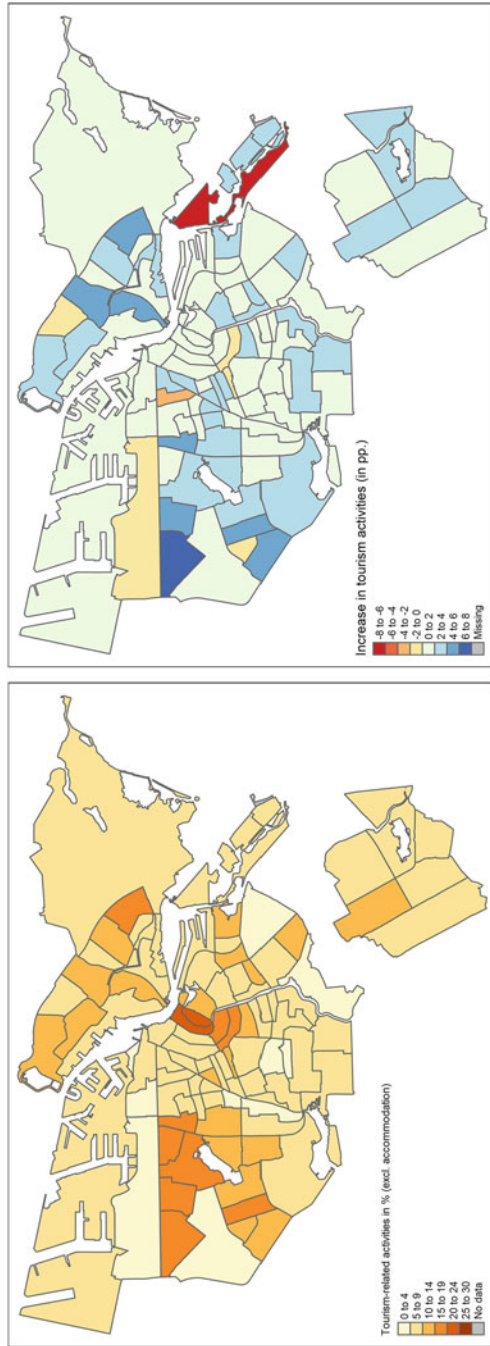 Tourism-related activities in % (excl. accommodation)
0 to 4
5 to 9
10 to 14
15 to 19
20 to 24
25 to 30
No data
Increase in tourism activities (in pp.)
-8 to -6
-6 to -4
-4 to -2
-2 to 0
0 to 2
2 to 4
4 to 6
6 to 8
Missing